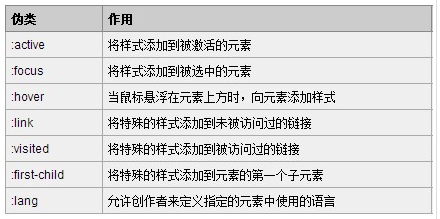 伪类 作用
:active 将样式添加到被激活的元素
:focus 将样式添加到被选中的元素
:hover 当鼠标悬浮在元素上方时，向元素添加样式
:link 将特殊的样式添加到未被访问过的链接
:visited 将特殊的样式添加到被访问过的链接
:first-child 将特殊的样式添加到元素的第一个子元素
:lang 允许创作者来定义指定的元素中使用的语言